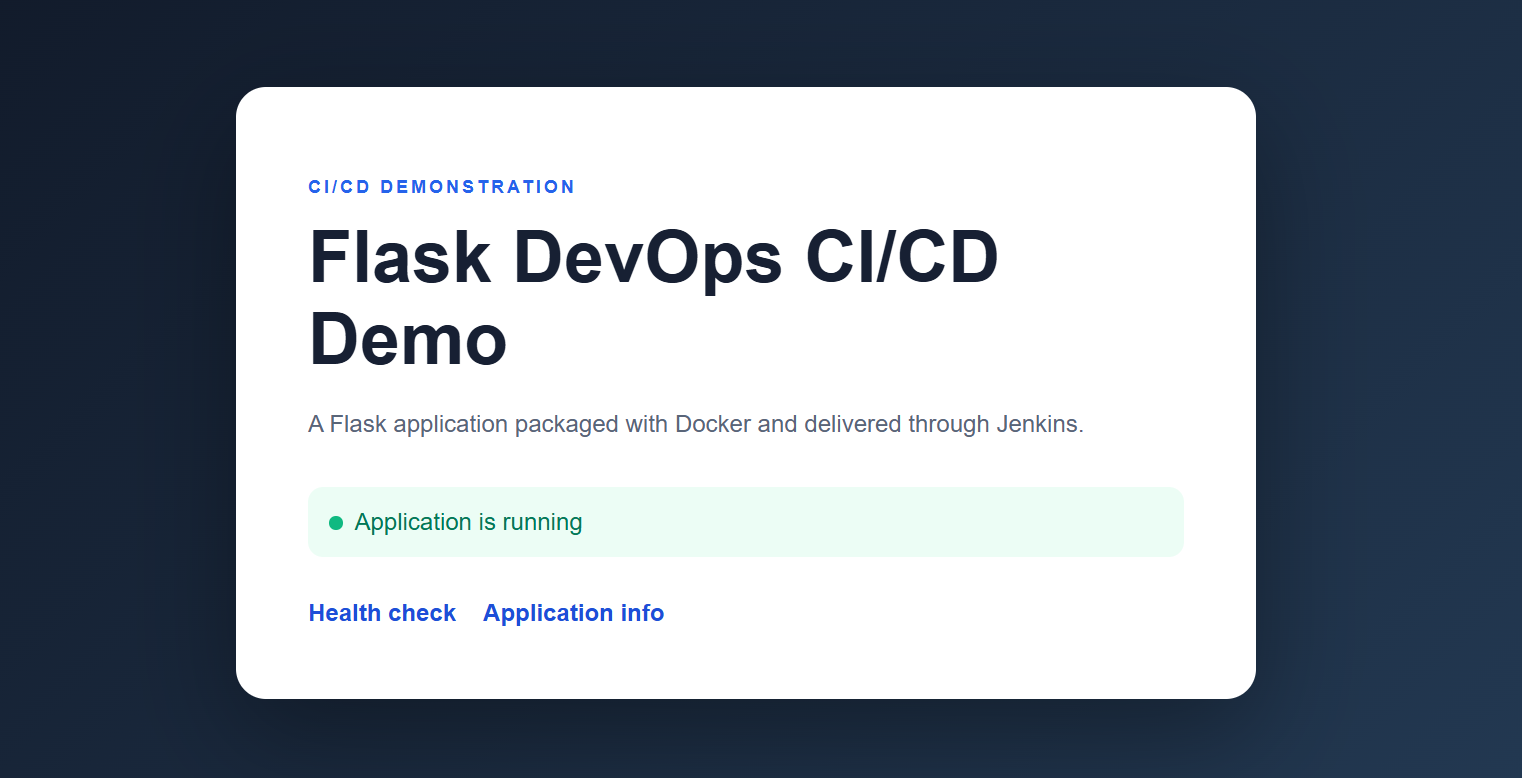 CI/CD DEMONSTRATION
Flask DevOps CI/CD
Demo
A Flask application packaged with Docker and delivered through Jenkins.
Application is running
Health check Application info